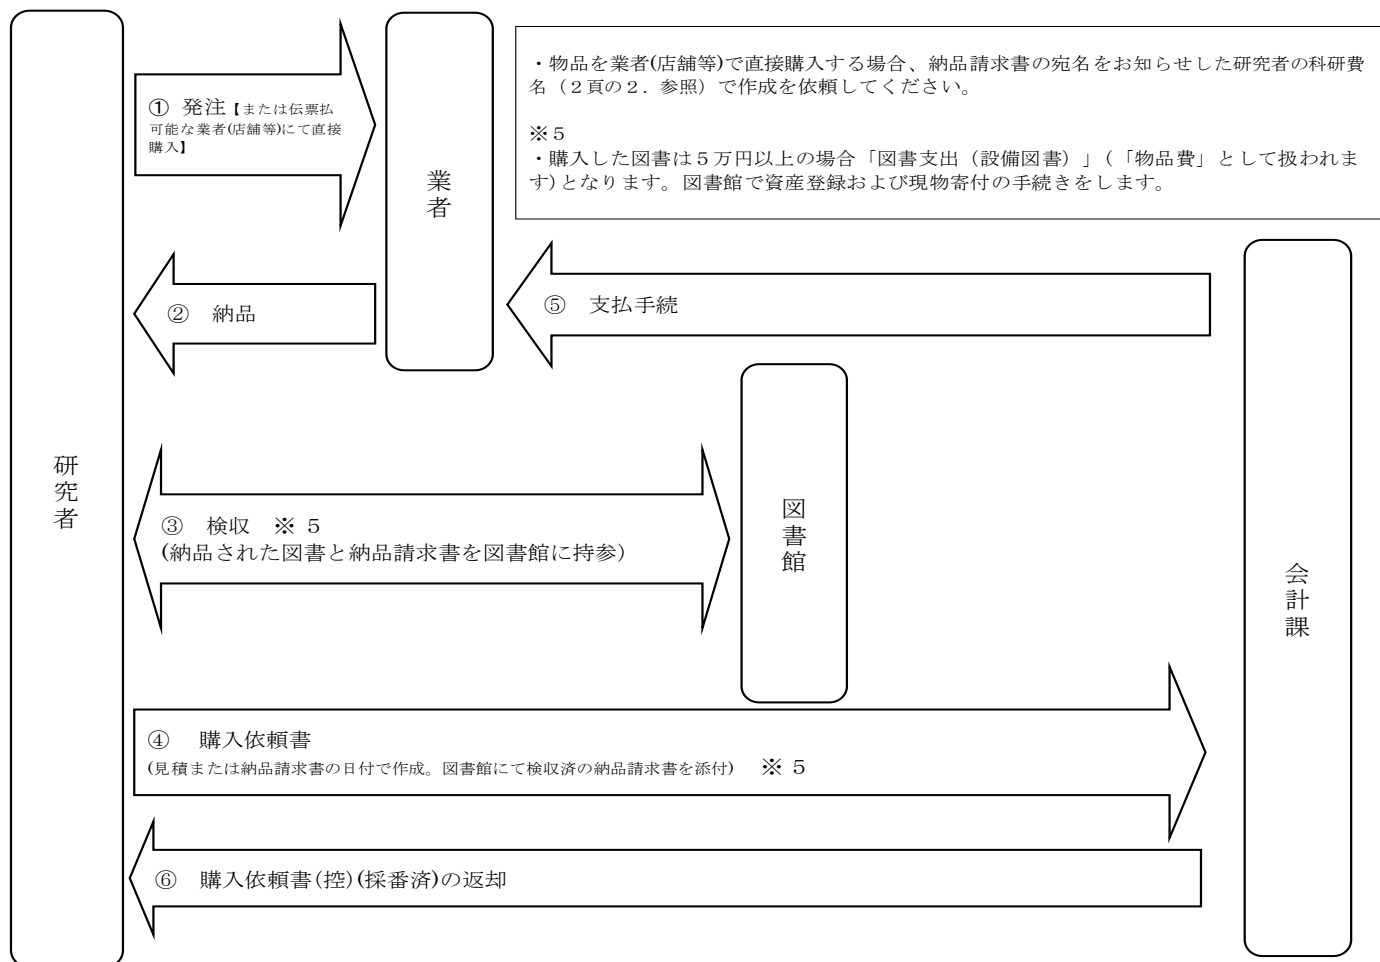 ① 発注【または伝票払
可能な業者(店舗等)にて直接
購入】
業者
・物品を業者(店舗等)で直接購入する場合、納品請求書の宛名をお知らせした研究者の科研費
名（２頁の２．参照）で作成を依頼してください。
※５
・購入した図書は５万円以上の場合「図書支出（設備図書）」(「物品費」として扱われま
す)となります。図書館で資産登録および現物寄付の手続きをします。
② 納品
⑤ 支払手続
研究者
③ 検収 ※５
(納品された図書と納品請求書を図書館に持参）
図書館
会計課
④ 購入依頼書
(見積または納品請求書の日付で作成。図書館にて検収済の納品請求書を添付) ※５
⑥ 購入依頼書(控)(採番済)の返却